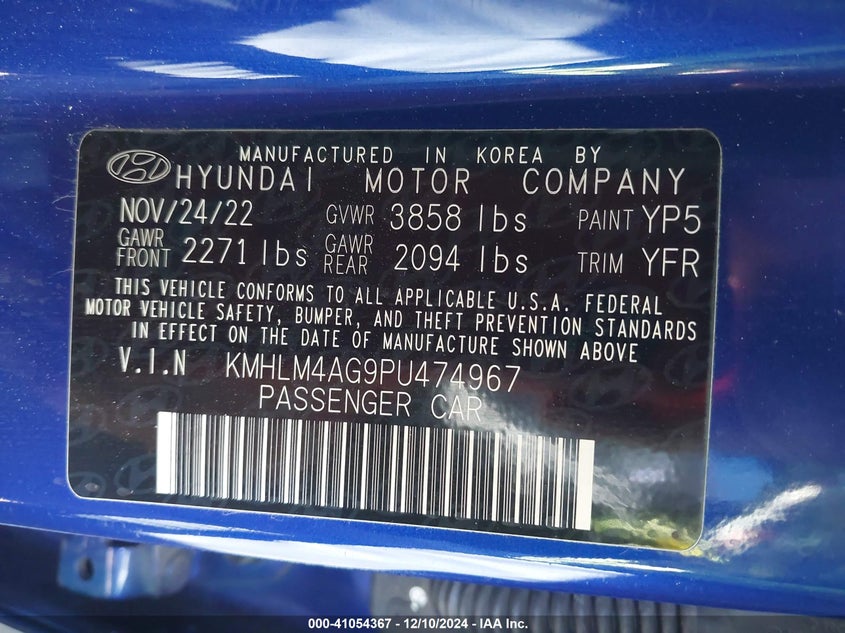 MANUFACTURED IN KOREA BY
HYUNDAI MOTOR COMPANY
NOV/24/22 GVWR 3858 lbs PAINT YP5
GAWR FRONT 2271 lbs GAWR REAR 2094 lbs TRIM YFR
THIS VEHICLE CONFORMS TO ALL APPLICABLE U.S.A. FEDERAL
MOTOR VEHICLE SAFETY, BUMPER, AND THEFT PREVENTION STANDARDS
IN EFFECT ON THE DATE OF MANUFACTURE SHOWN ABOVE
V.I.N KMHLM4AG9PU474967
PASSENGER CAR
000-41054367 - 12/10/2024 - IAA Inc.